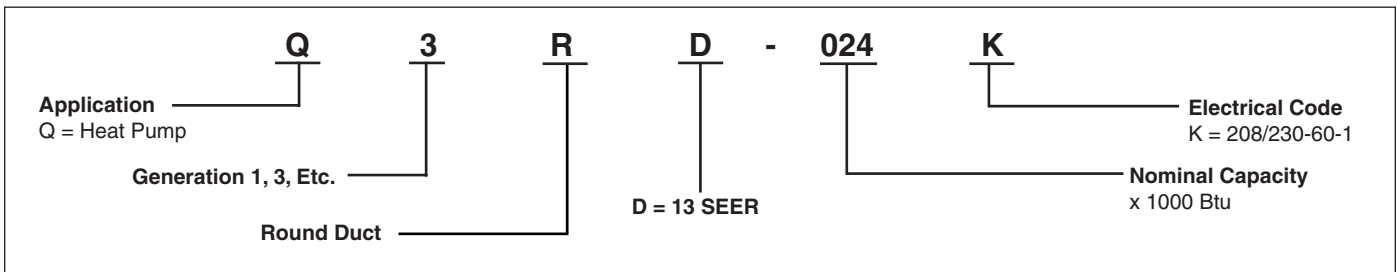 Q 3 R D - 024 K
Application
Q = Heat Pump
Electrical Code
K = 208/230-60-1
Generation 1, 3, Etc.
Nominal Capacity
x 1000 Btu
D = 13 SEER
Round Duct